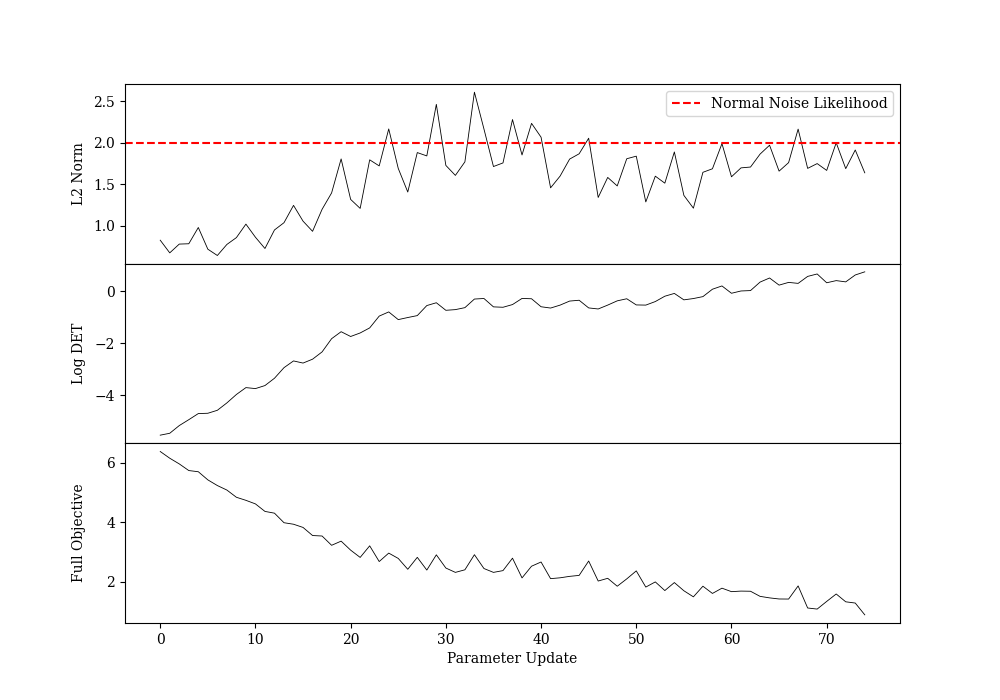 2.5
2.0
1.5
1.0
L2 Norm
Normal Noise Likelihood
0
−2
−4
Log DET
6
4
2
Full Objective
0 10 20 30 40 50 60 70
Parameter Update